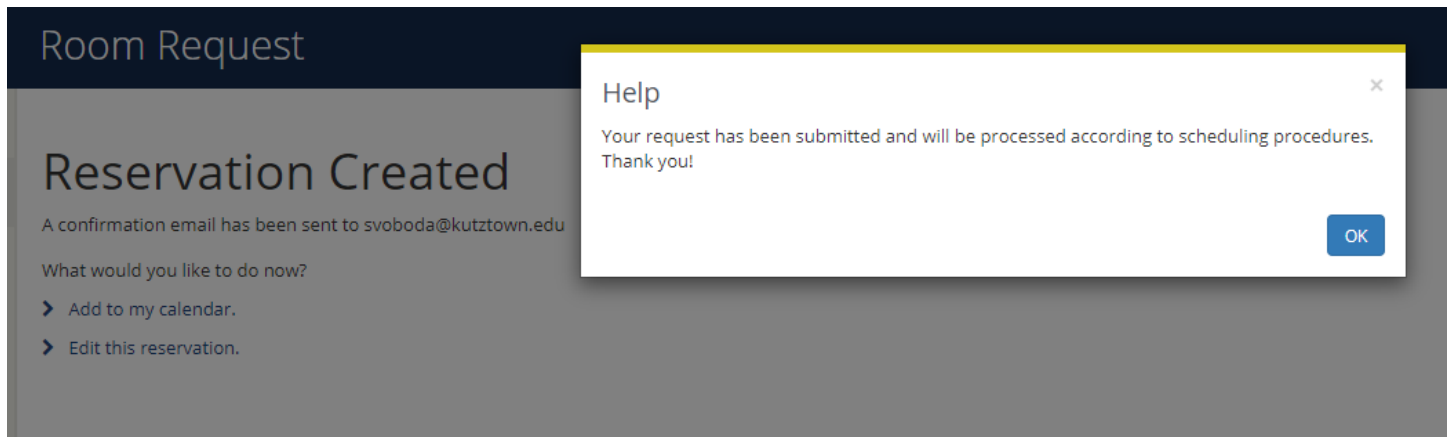 Room Request
Help
×
Your request has been submitted and will be processed according to scheduling procedures.
Thank you!
OK
Reservation Created
A confirmation email has been sent to svoboda@kutztown.edu
What would you like to do now?
Add to my calendar.
Edit this reservation.